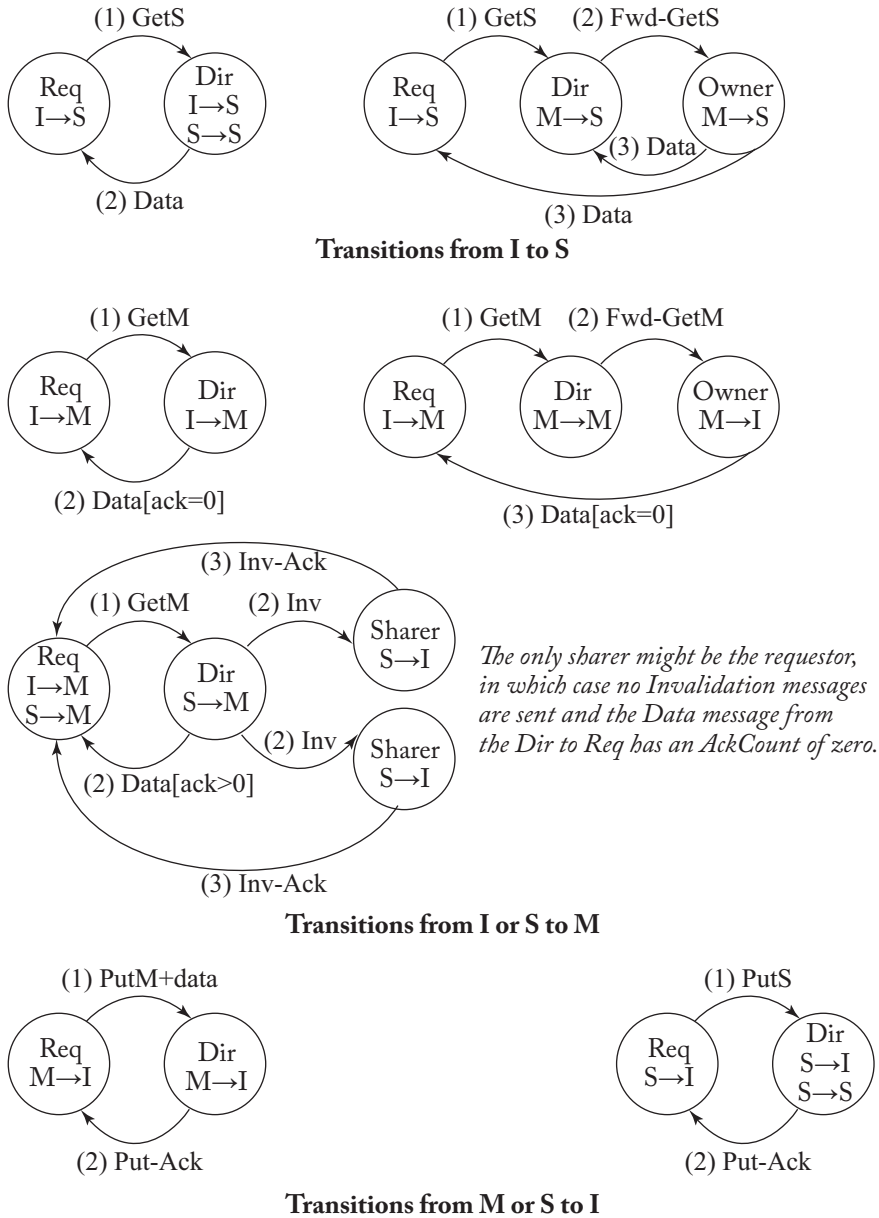 (1) GetS
Req
I→S
Dir
I→S
S→S
(2) Data
(1) GetS
(2) Fwd-GetS
Req
I→S
Dir
M→S
Owner
M→S
(3) Data
(3) Data
Transitions from I to S
(1) GetM
Req
I→M
Dir
I→M
(2) Data[ack=0]
(1) GetM
(2) Fwd-GetM
Req
I→M
Dir
M→M
Owner
M→I
(3) Data[ack=0]
(3) Inv-Ack
(1) GetM
(2) Inv
Req
I→M
S→M
Dir
S→M
Sharer
S→I
(2) Inv
Sharer
S→I
(2) Data[ack>0]
(3) Inv-Ack
The only sharer might be the requestor,
in which case no Invalidation messages
are sent and the Data message from
the Dir to Req has an AckCount of zero.
Transitions from I or S to M
(1) PutM+data
Req
M→I
Dir
M→I
(2) Put-Ack
(1) PutS
Req
S→I
Dir
S→I
S→S
(2) Put-Ack
Transitions from M or S to I